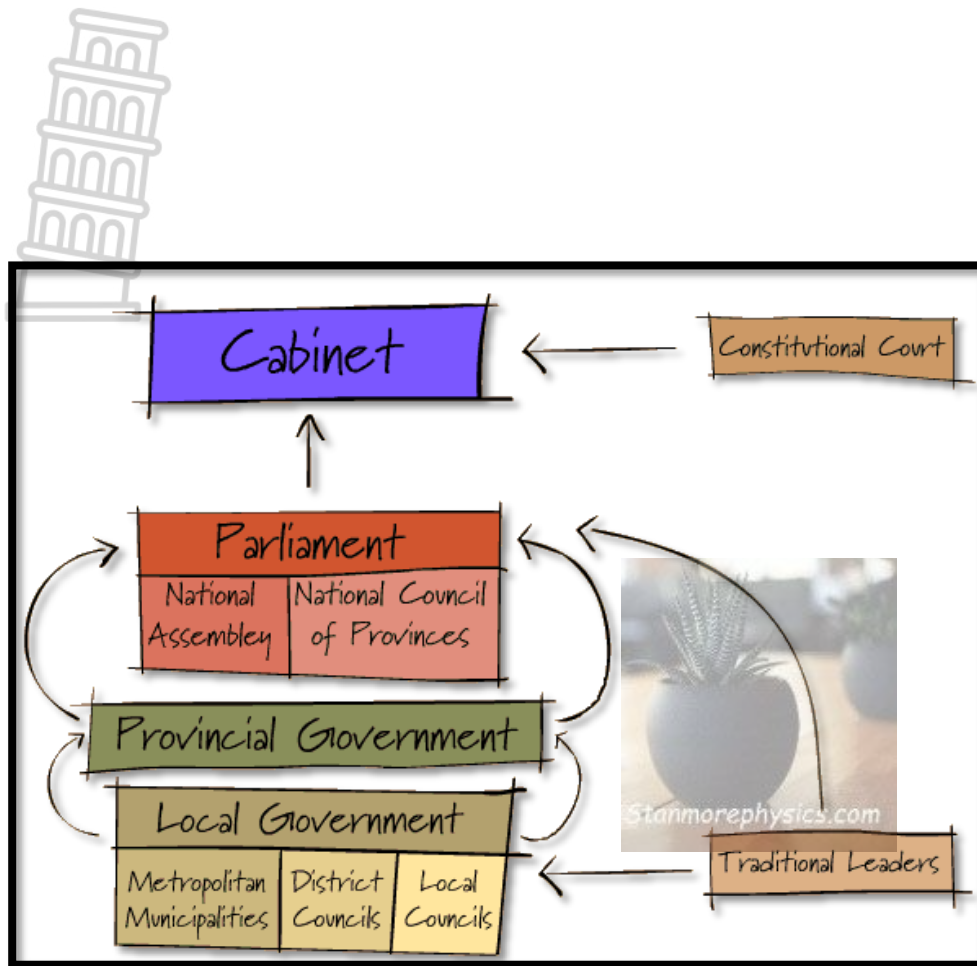 Cabinet
Constitutional Court
Parliament
National
Assembley
National Council
of Provinces
Provincial Government
Local Government
Metropolitan
Municipalities
District
Councils
Local
Councils
Stanmorephysics.com
Traditional Leaders